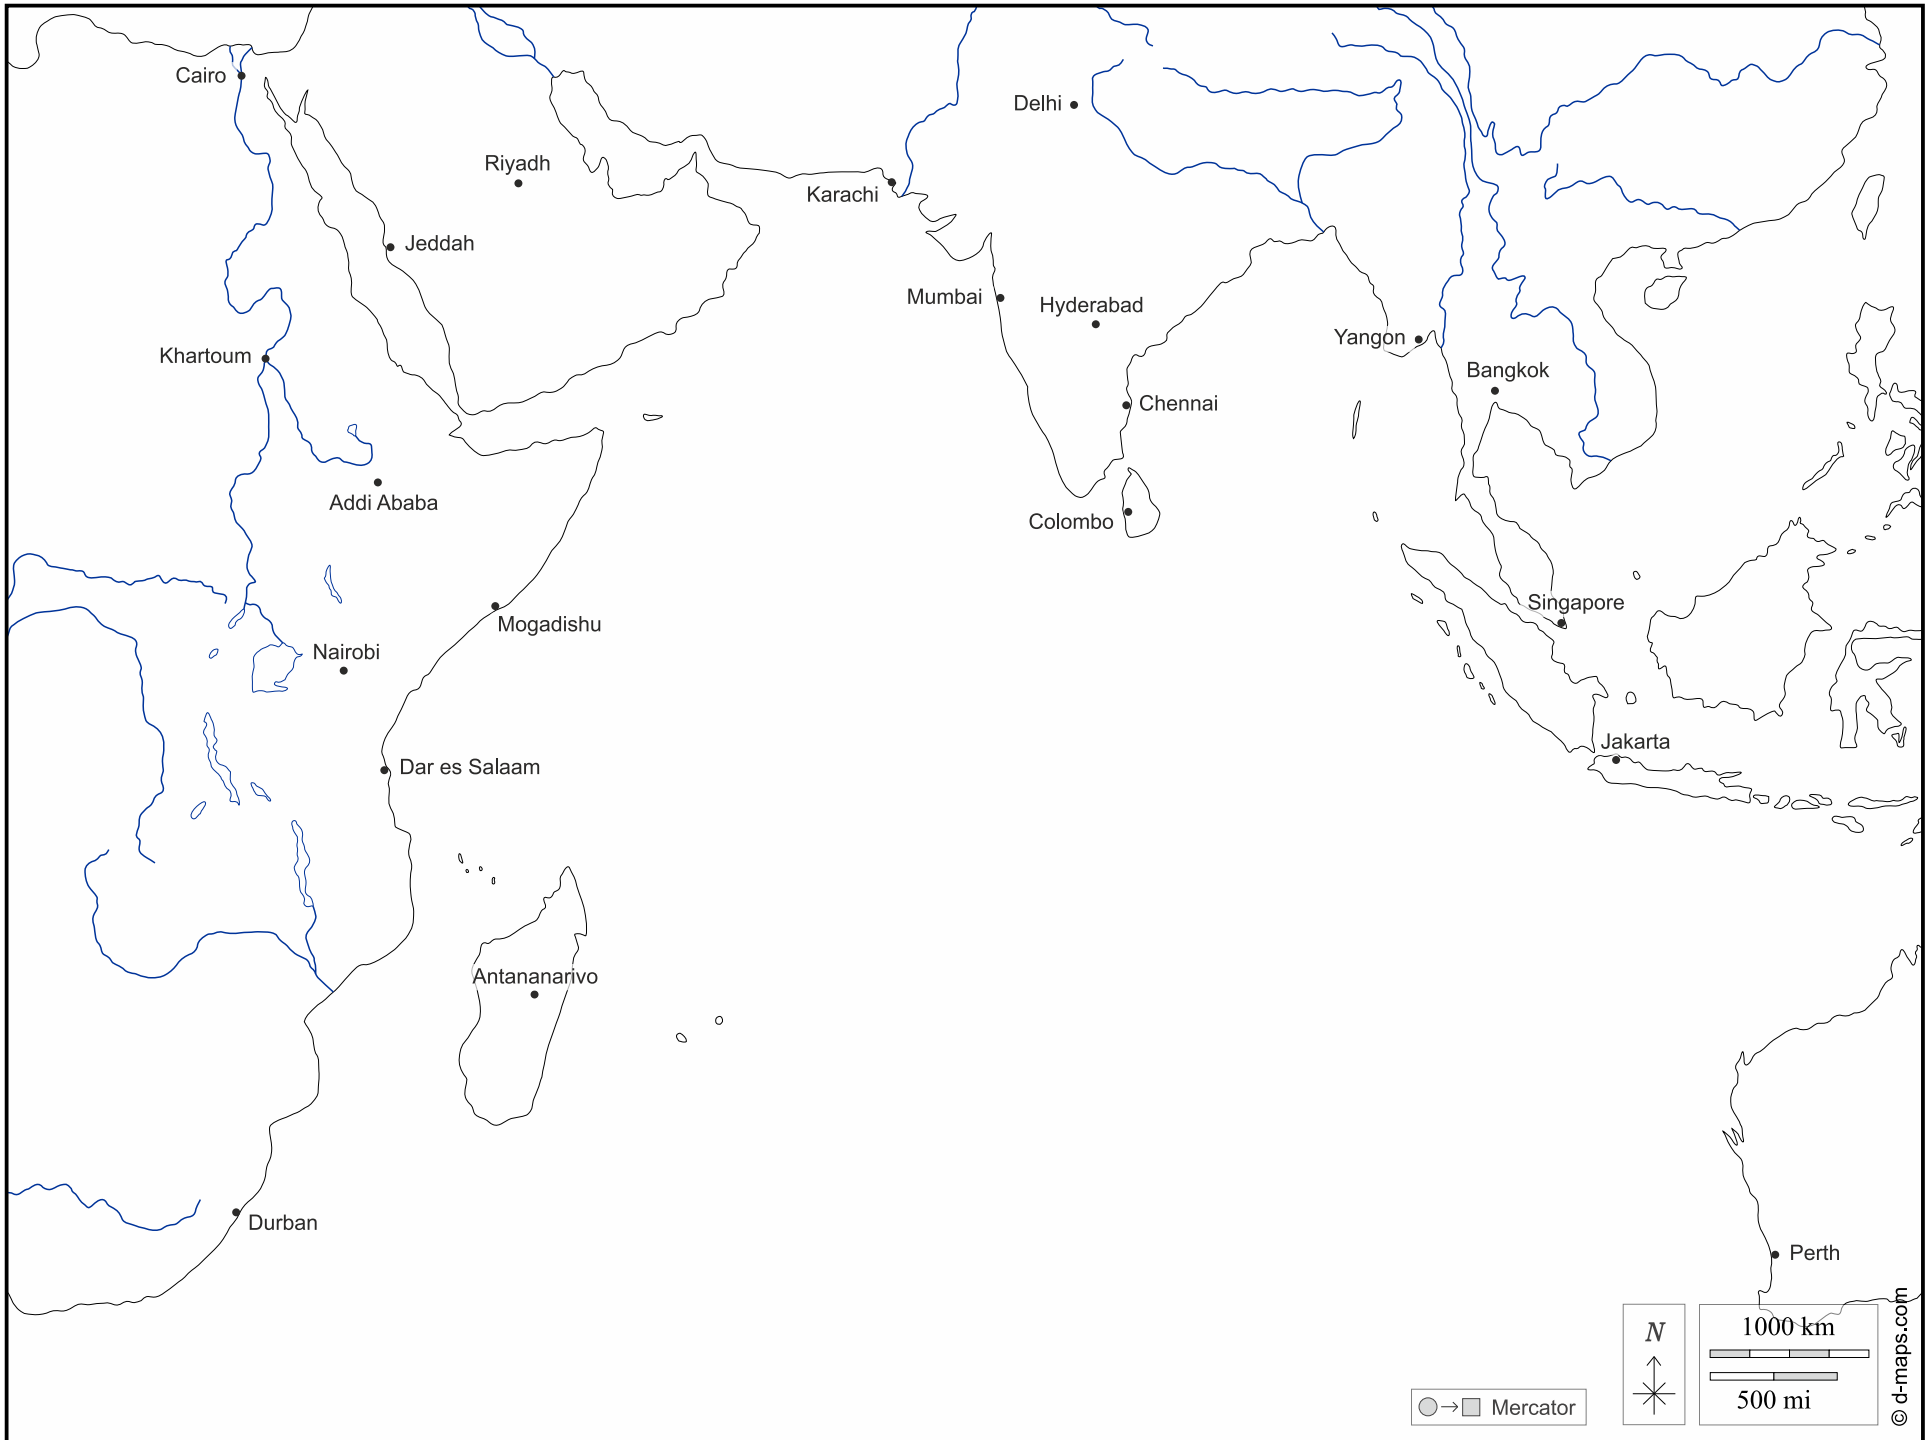 Cairo
Delhi
Riyadh
Karachi
Jeddah
Mumbai
Hyderabad
Yangon
Khartoum
Bangkok
Chennai
Addi Ababa
Colombo
Singapore
Mogadishu
Nairobi
Jakarta
Dar es Salaam
Antananarivo
Durban
Perth
N
1000 km
500 mi
Mercator
© d-maps.com